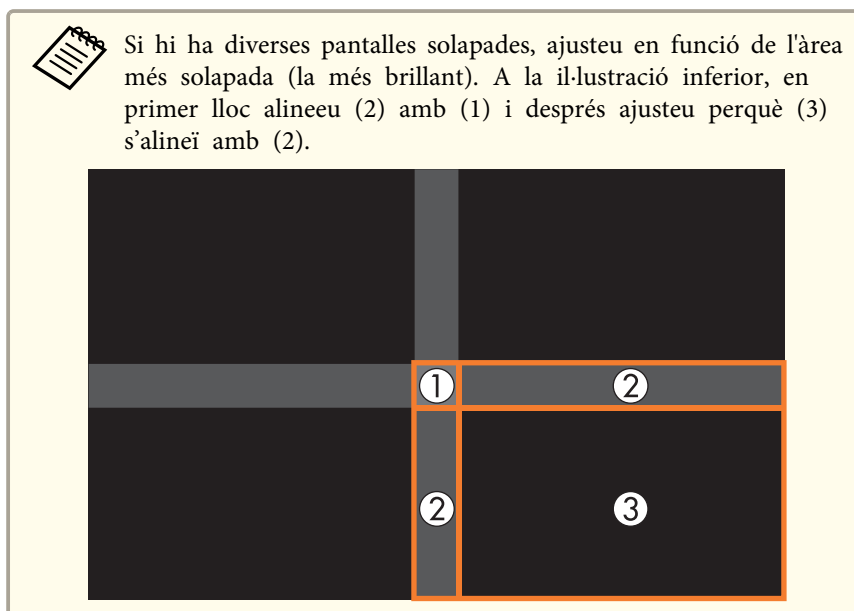 Si hi ha diverses pantalles solapades, ajusteu en funció de l'àrea
més solapada (la més brillant). A la il·lustració inferior, en
primer lloc alineeu (2) amb (1) i després ajusteu perquè (3)
s’alineï amb (2).
1 2
2 3